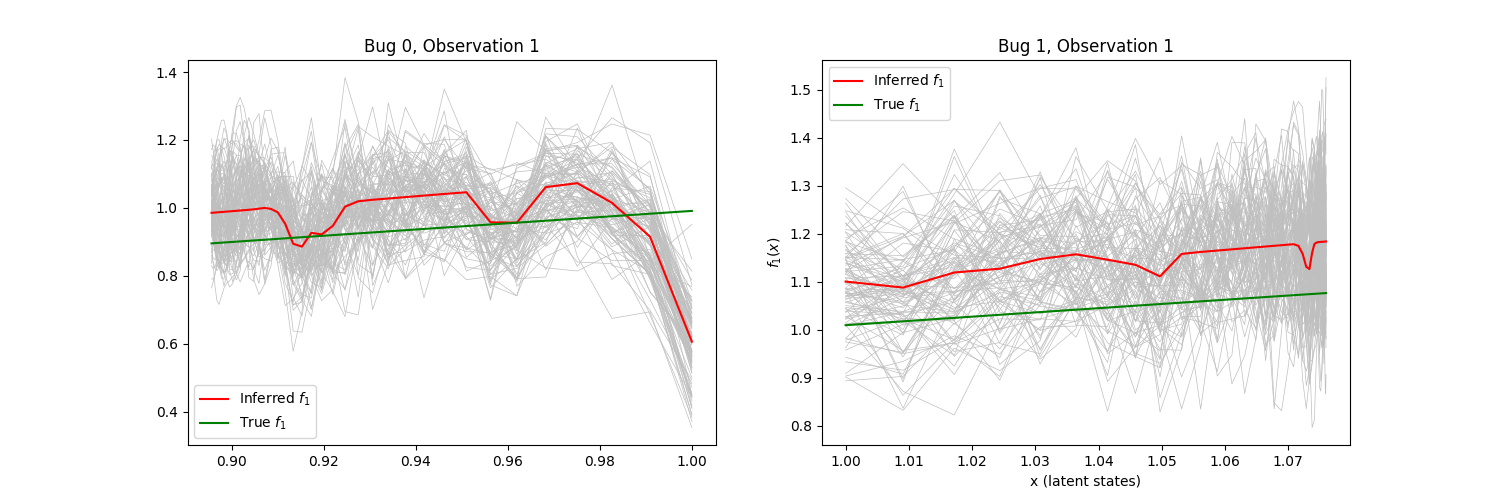 Bug 0, Observation 1
1.4
1.2
1.0
0.8
0.6
0.4
Inferred f₁
True f₁
0.90 0.92 0.94 0.96 0.98 1.00
Bug 1, Observation 1
Inferred f₁
True f₁
f₁(x)
1.5
1.4
1.3
1.2
1.1
1.0
0.9
0.8
1.00 1.01 1.02 1.03 1.04 1.05 1.06 1.07
x (latent states)